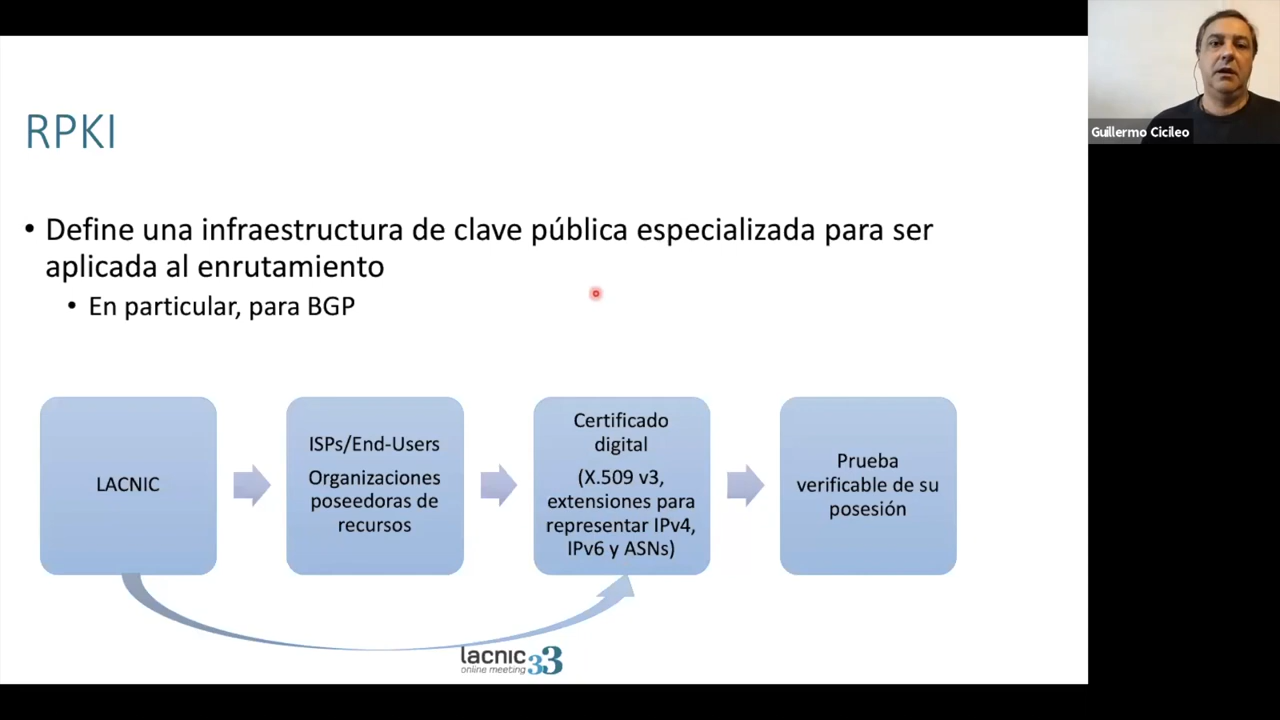 RPKI
• Define una infraestructura de clave pública especializada para ser
aplicada al enrutamiento
• En particular, para BGP
LACNIC
ISPs/End-Users
Organizaciones
poseedoras de
recursos
Certificado
digital
(X.509 v3,
extensiones para
representar IPv4,
IPv6 y ASNs)
Prueba
verificable de su
posesión
lacnic 33
online meeting
Guillermo Cicileo